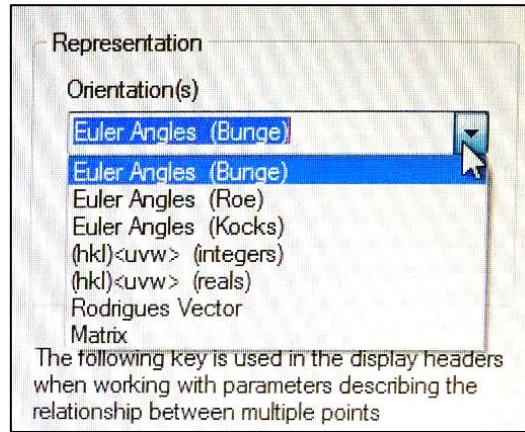 Representation
Orientation(s)
Euler Angles (Bunge)
Euler Angles (Bunge)
Euler Angles (Roe)
Euler Angles (Kocks)
(hkl)<uvw> (integers)
(hkl)<uvw> (reals)
Rodrigues Vector
Matrix
The following key is used in the display headers
when working with parameters describing the
relationship between multiple points